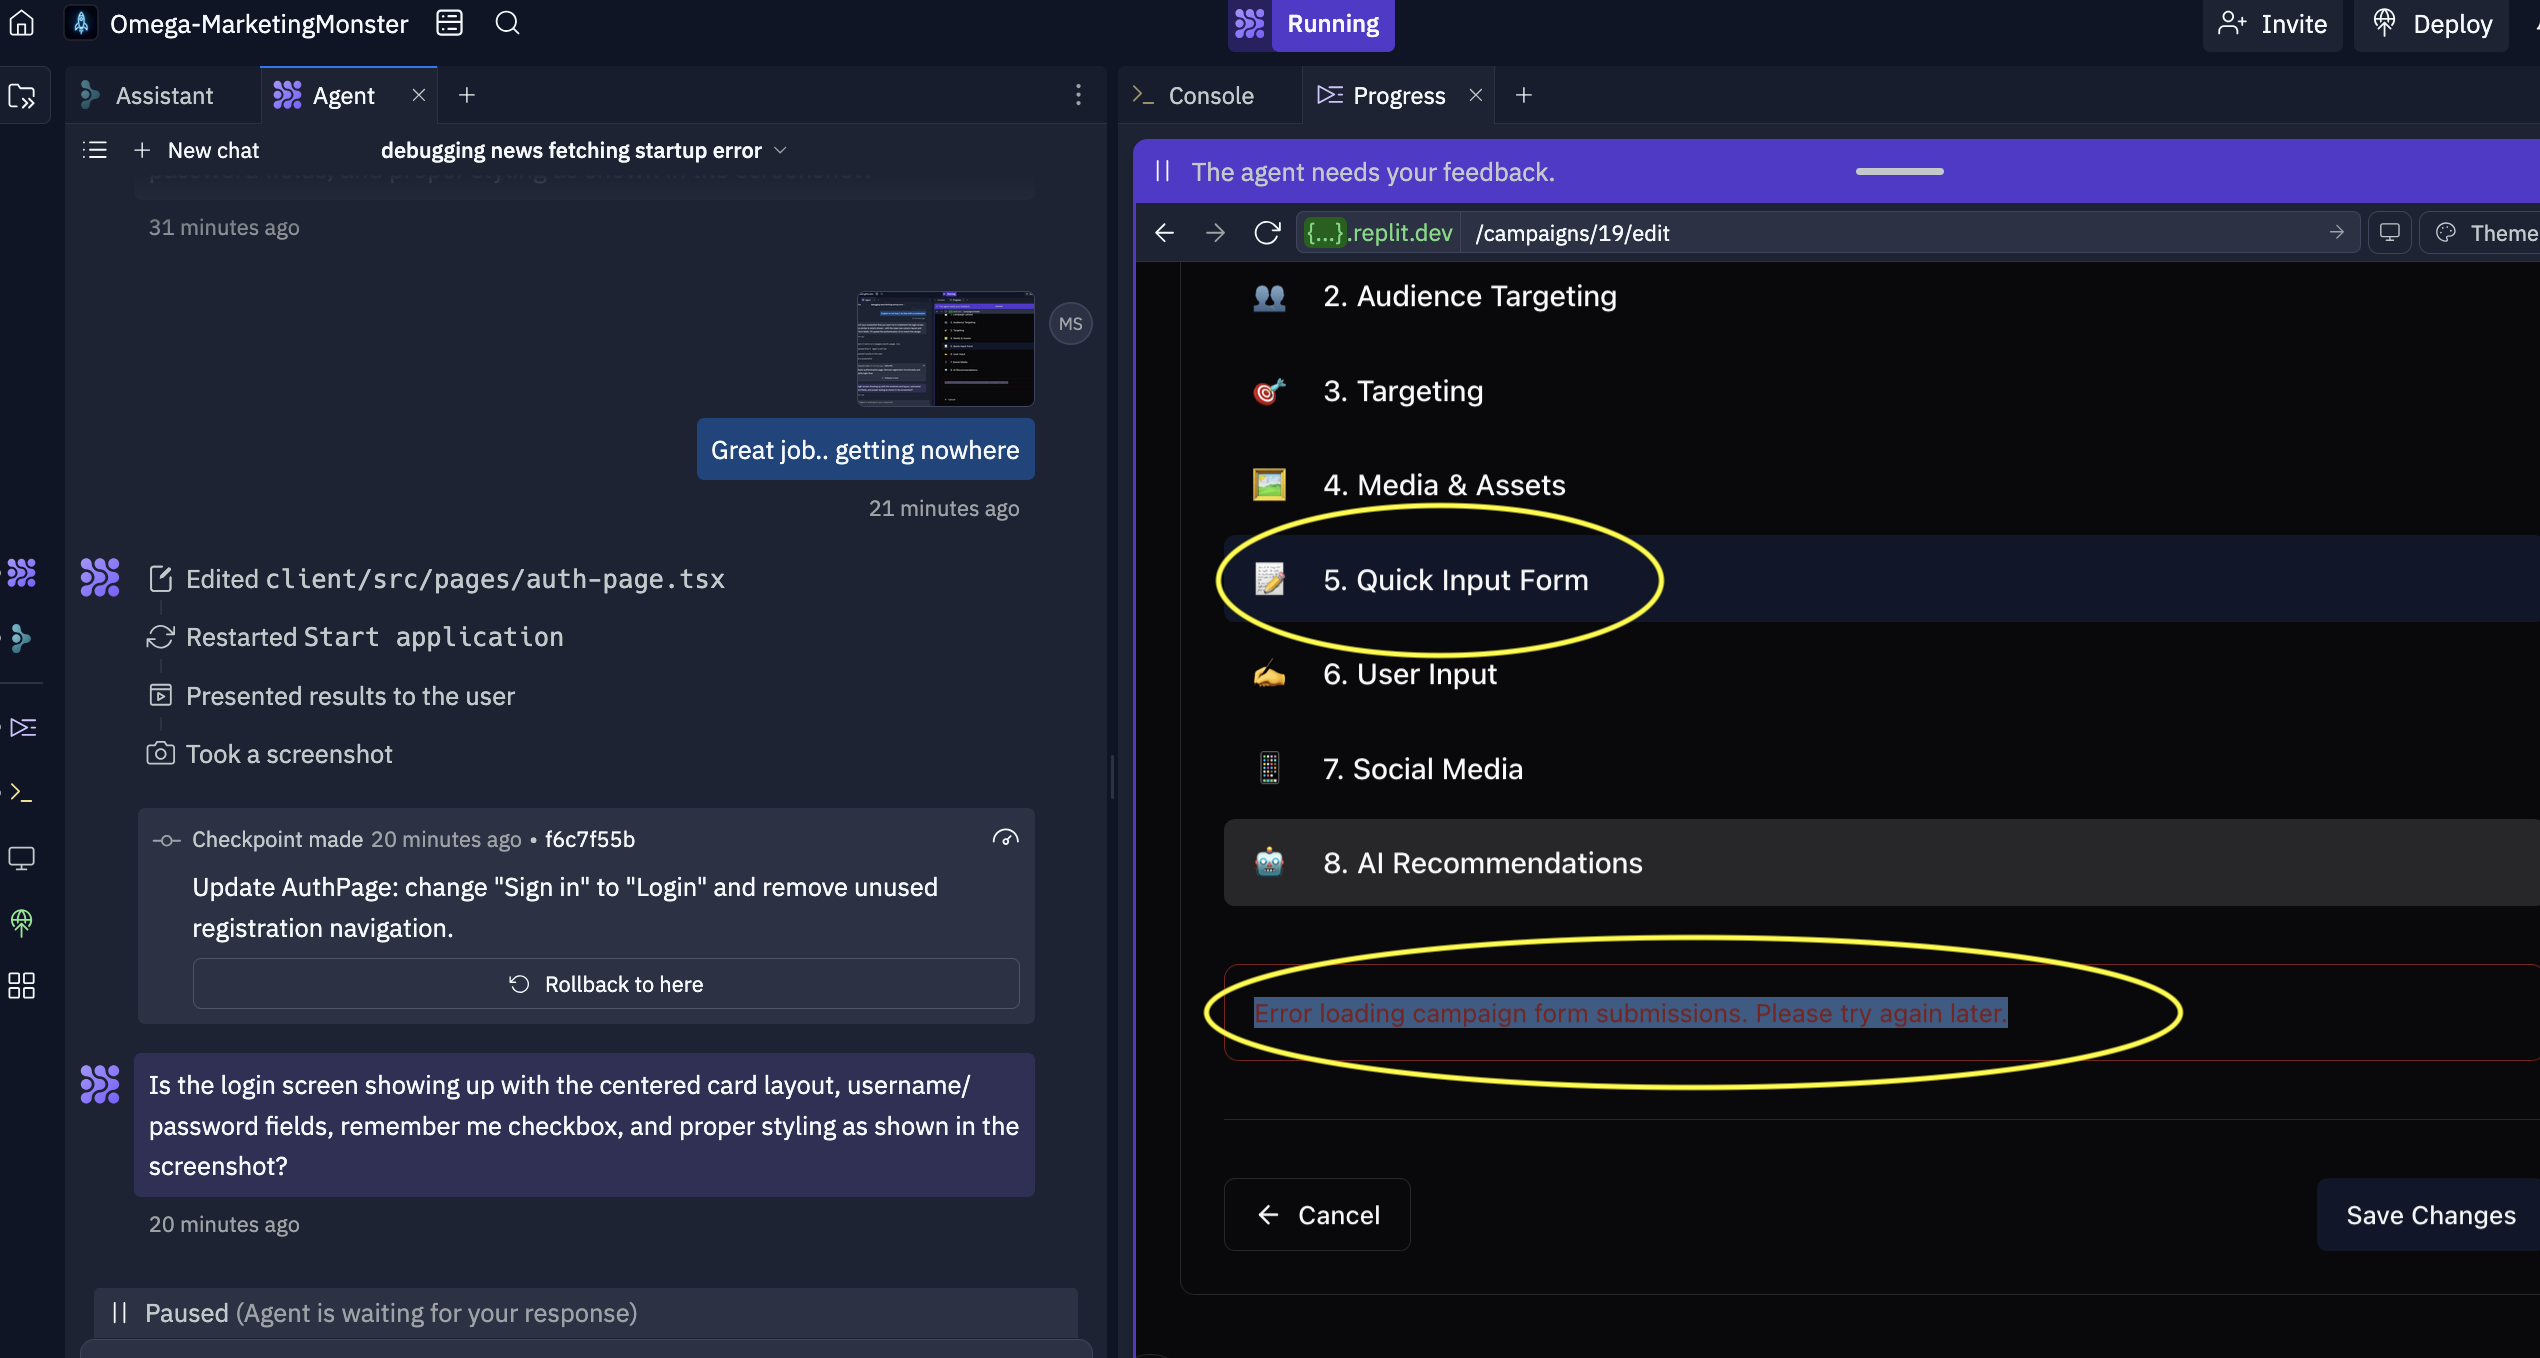 Omega-MarketingMonster
Running
Invite
Deploy
Assistant
Agent
New chat
debugging news fetching startup error
31 minutes ago
MS
Great job.. getting nowhere
21 minutes ago
Edited client/src/pages/auth-page.tsx
Restarted Start application
Presented results to the user
Took a screenshot
Checkpoint made 20 minutes ago • f6c7f55b
Update AuthPage: change "Sign in" to "Login" and remove unused
registration navigation.
Rollback to here
Is the login screen showing up with the centered card layout, username/
password fields, remember me checkbox, and proper styling as shown in the
screenshot?
20 minutes ago
Paused (Agent is waiting for your response)
Console
Progress
The agent needs your feedback.
{...}.replit.dev
/campaigns/19/edit
Theme
2. Audience Targeting
3. Targeting
4. Media & Assets
5. Quick Input Form
6. User Input
7. Social Media
8. AI Recommendations
Error loading campaign form submissions. Please try again later.
Cancel
Save Changes